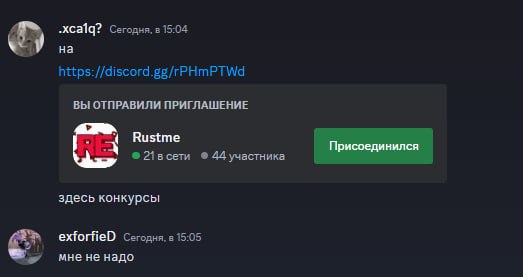 .xca1q? Сегодня, в 15:04
на
https://discord.gg/rPHmPTWd
ВЫ ОТПРАВИЛИ ПРИГЛАШЕНИЕ
RE
Rustme
21 в сети 44 участника
Присоединился
здесь конкурсы
exforfieD Сегодня, в 15:05
мне не надо